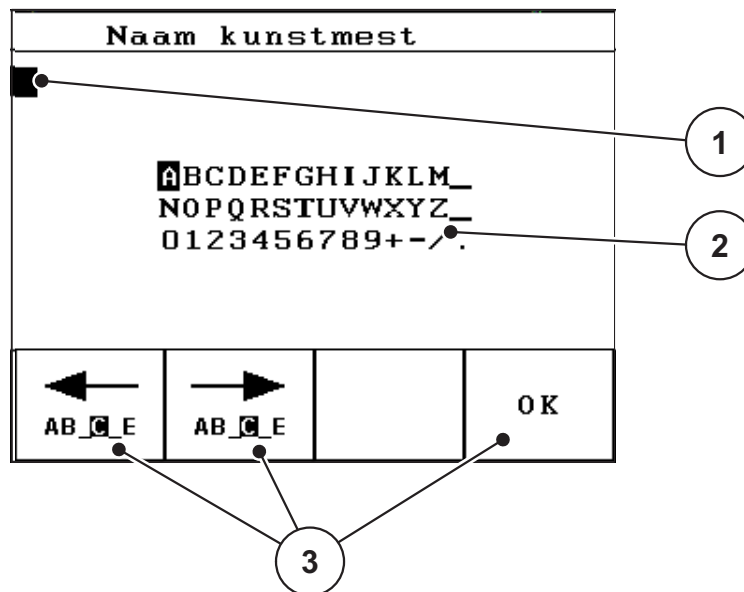 Naam kunstmest
1
ABCDEFGHIJKLM_
NOPQRSTUVWXYZ_
0123456789+-/ .
2
AB_C_E
AB_C_E
OK
3